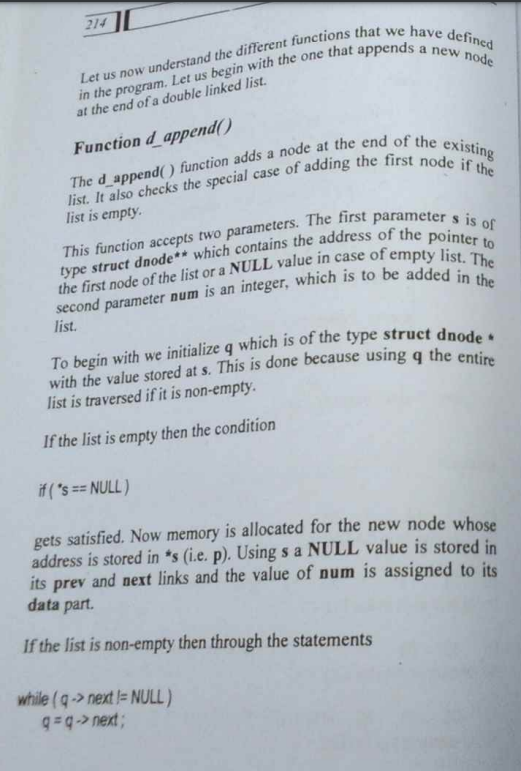 214
Let us now understand the different functions that we have defined
in the program. Let us begin with the one that appends a new node
at the end of a double linked list.
Function d_append()
The d_append( ) function adds a node at the end of the existing
list. It also checks the special case of adding the first node if the
list is empty.
This function accepts two parameters. The first parameter s is of
type struct dnode** which contains the address of the pointer to
the first node of the list or a NULL value in case of empty list. The
second parameter num is an integer, which is to be added in the
list.
To begin with we initialize q which is of the type struct dnode *
with the value stored at s. This is done because using q the entire
list is traversed if it is non-empty.
If the list is empty then the condition
if ( *s == NULL )
gets satisfied. Now memory is allocated for the new node whose
address is stored in *s (i.e. p). Using s a NULL value is stored in
its prev and next links and the value of num is assigned to its
data part.
If the list is non-empty then through the statements
while ( q -> next != NULL )
q = q -> next ;